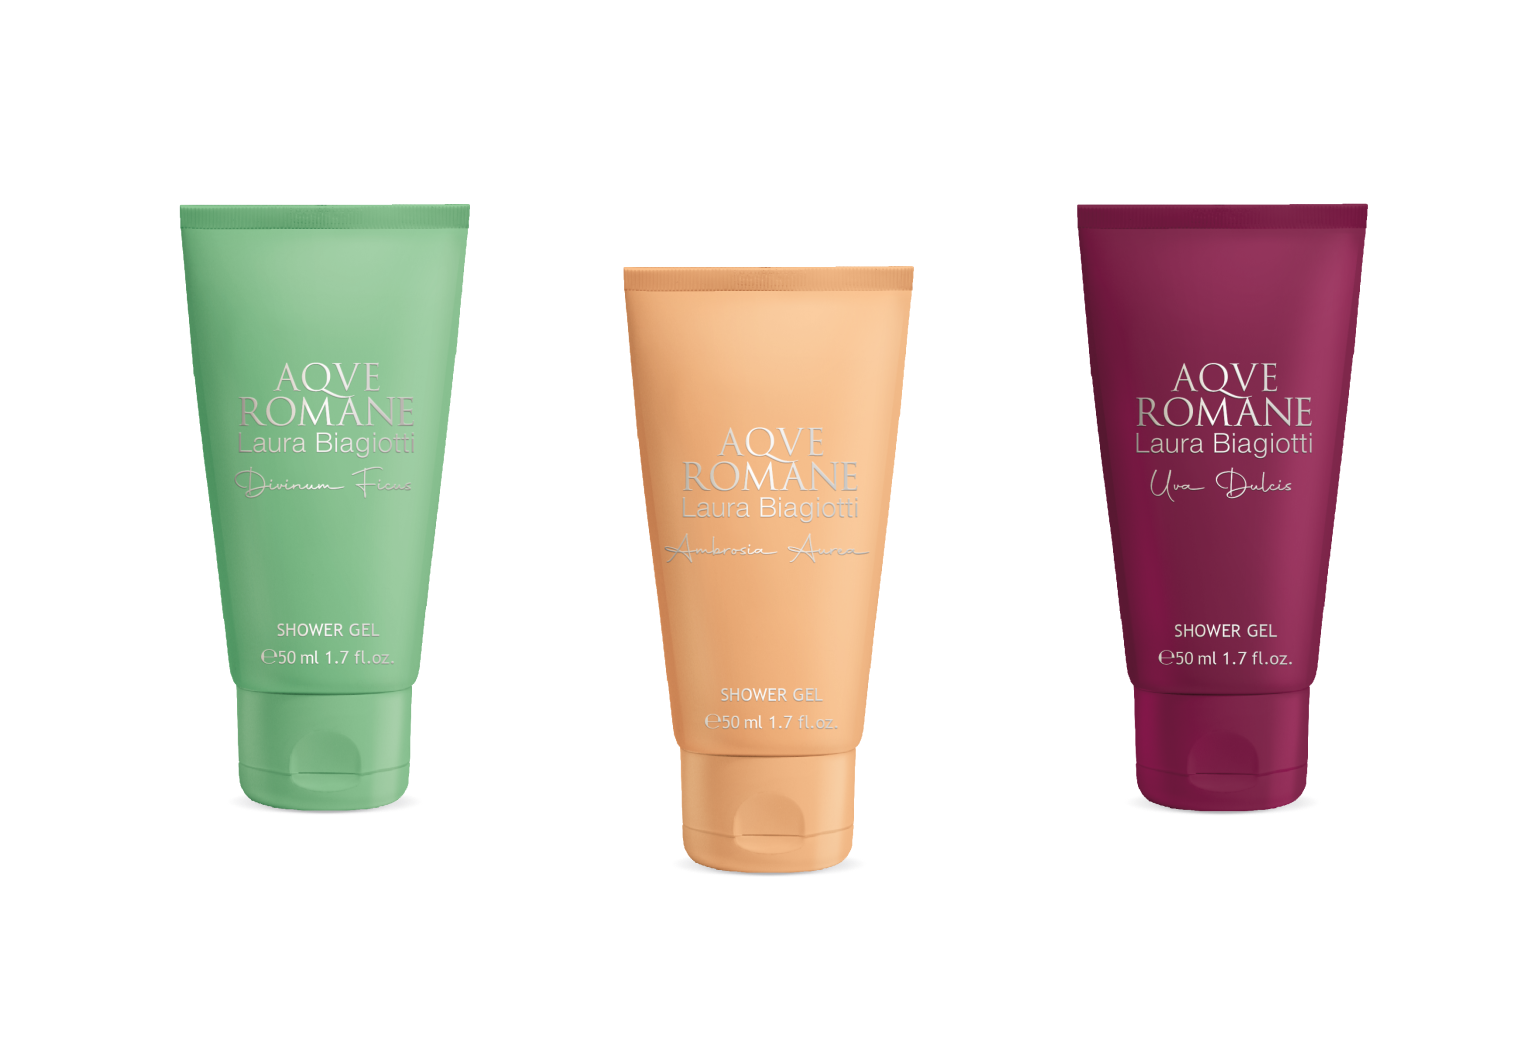 AQVE
ROMANE
Laura Biagiotti
Divinum Ficus
SHOWER GEL
℮50 ml 1.7 fl.oz.
AQVE
ROMANE
Laura Biagiotti
Ambrosia Aurea
SHOWER GEL
℮50 ml 1.7 fl.oz.
AQVE
ROMANE
Laura Biagiotti
Uva Dulcis
SHOWER GEL
℮50 ml 1.7 fl.oz.